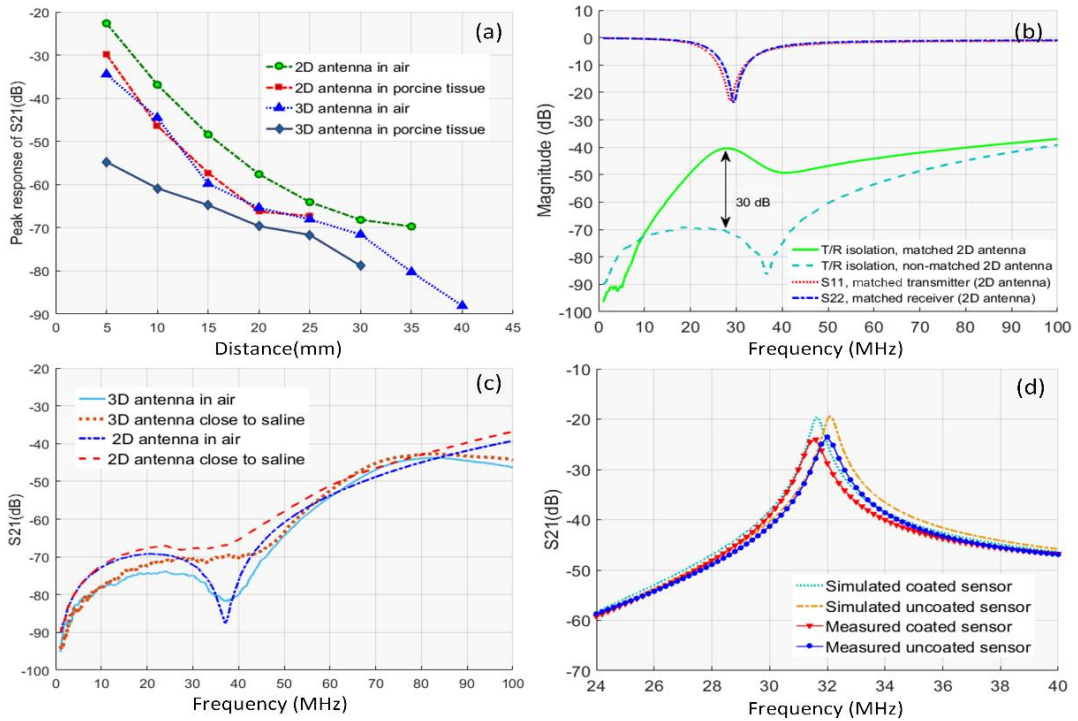 (a)
Peak response of S21(dB)
-20
-30
-40
-50
-60
-70
-80
-90
2D antenna in air
2D antenna in porcine tissue
3D antenna in air
3D antenna in porcine tissue
0 5 10 15 20 25 30 35 40 45
Distance(mm)
(b)
Magnitude (dB)
0
-10
-20
-30
-40
-50
-60
-70
-80
-90
-100
30 dB
T/R isolation, matched 2D antenna
T/R isolation, non-matched 2D antenna
S11, matched transmitter (2D antenna)
S22, matched receiver (2D antenna)
0 10 20 30 40 50 60 70 80 90 100
Frequency (MHz)
(c)
S21(dB)
-20
-30
-40
-50
-60
-70
-80
-90
-100
3D antenna in air
3D antenna close to saline
2D antenna in air
2D antenna close to saline
0 10 20 30 40 50 60 70 80 90 100
Frequency (MHz)
(d)
S21(dB)
-10
-20
-30
-40
-50
-60
-70
Simulated coated sensor
Simulated uncoated sensor
Measured coated sensor
Measured uncoated sensor
24 26 28 30 32 34 36 38 40
Frequency (MHz)